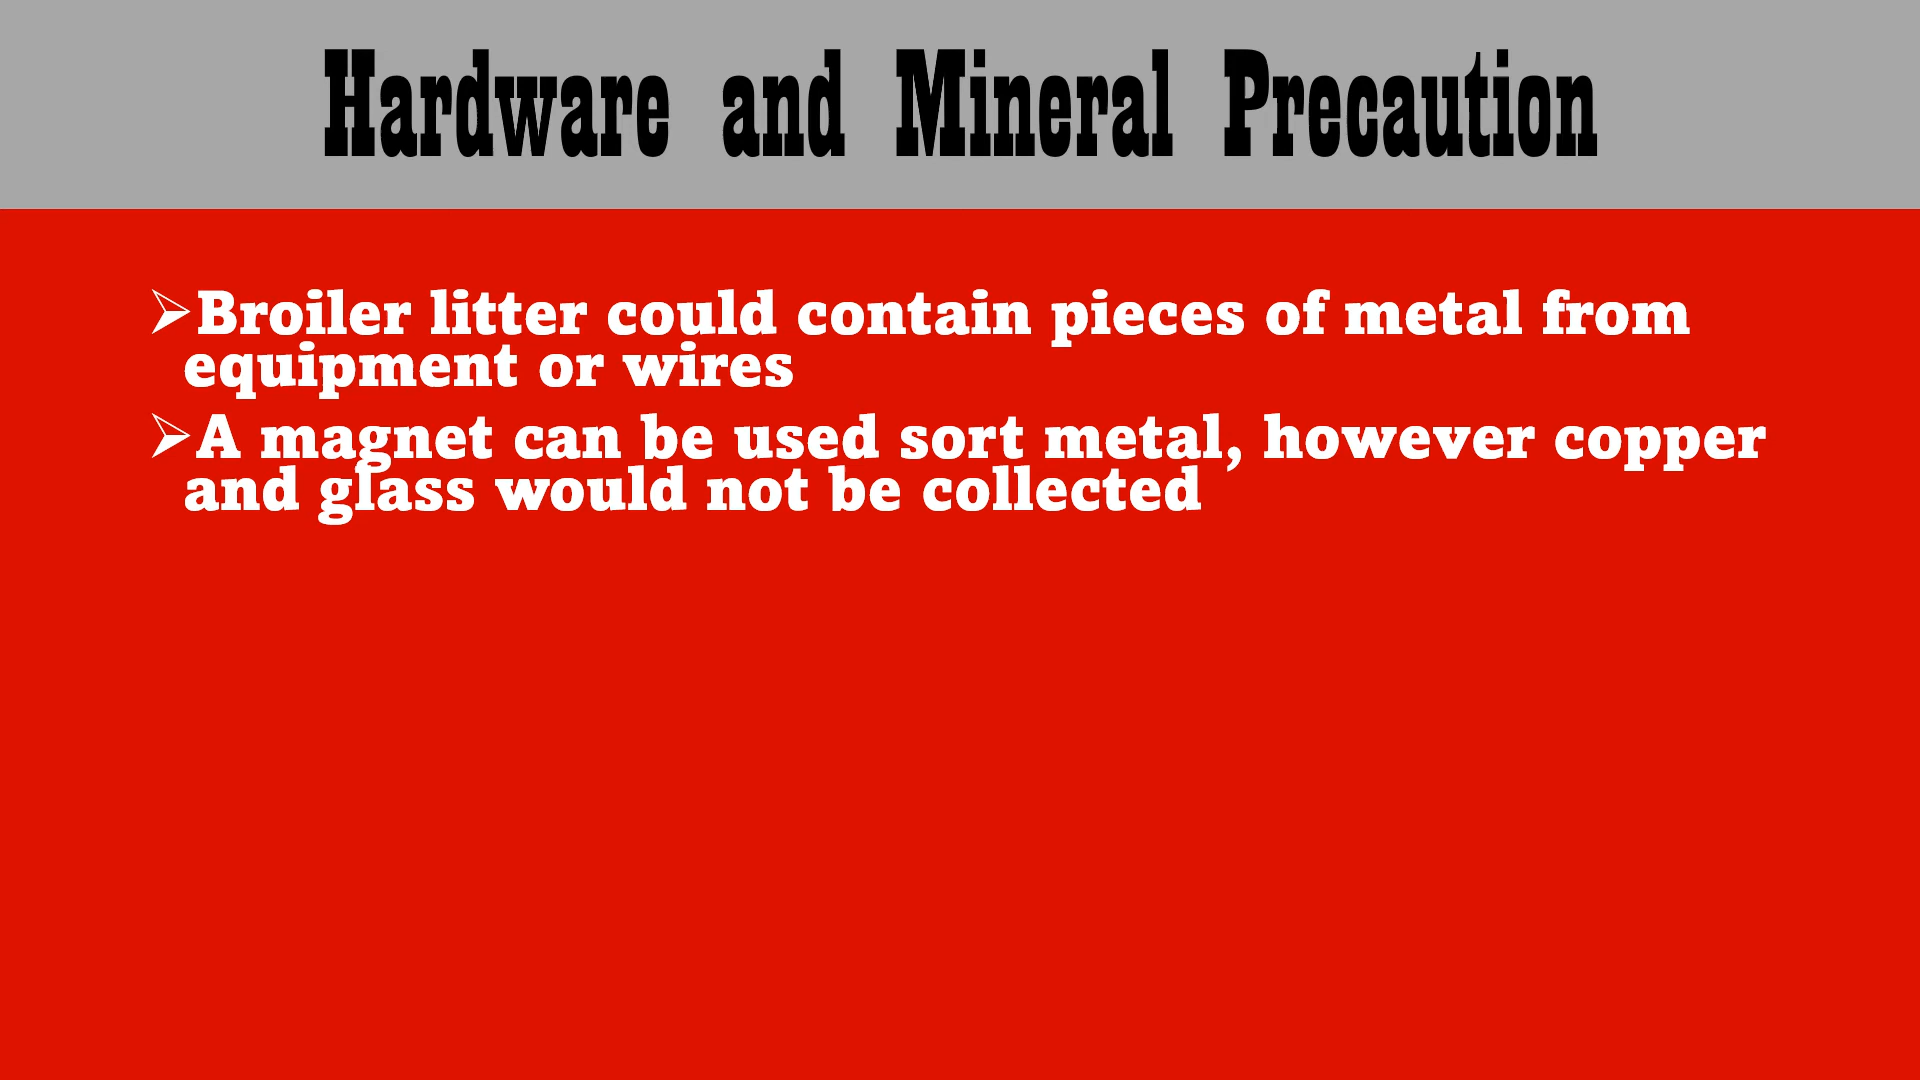 Hardware and Mineral Precaution
➢Broiler litter could contain pieces of metal from
equipment or wires
➢A magnet can be used sort metal, however copper
and glass would not be collected